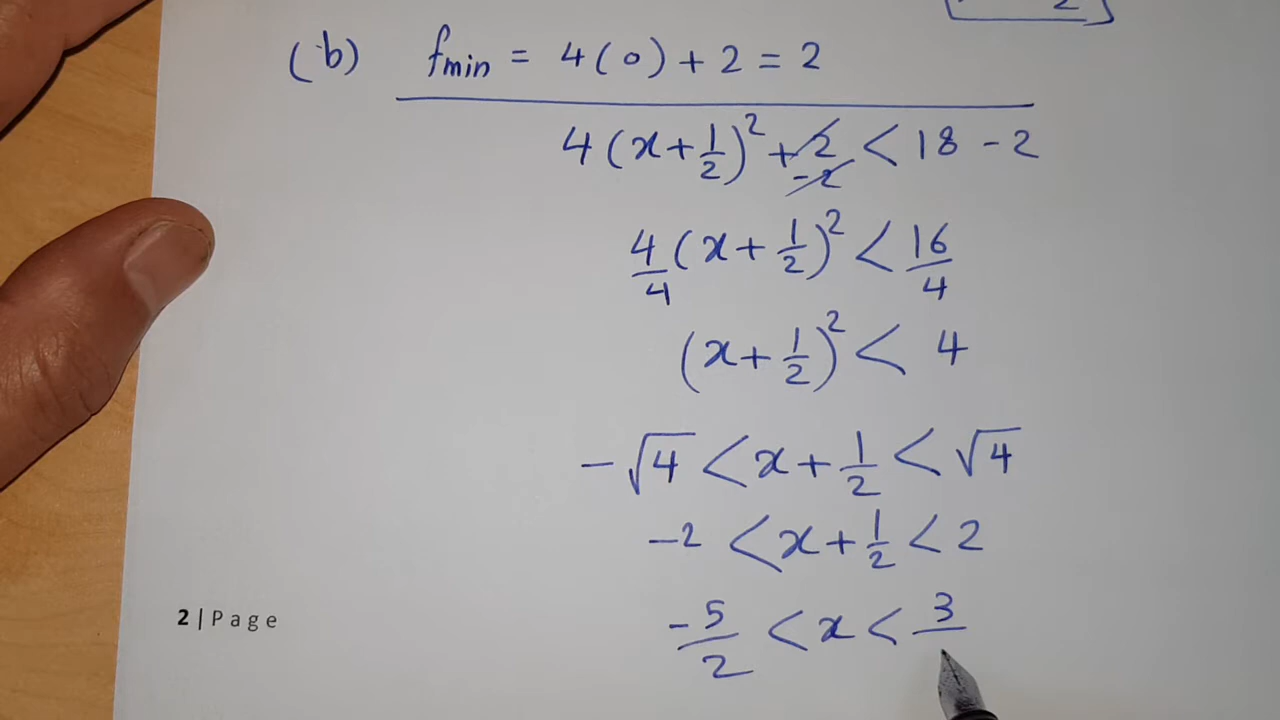 2
(b) fmin = 4(0) + 2 = 2
4(x + 1/2)² + 2 - 2 < 18 - 2
4/4 (x + 1/2)² < 16/4
(x + 1/2)² < 4
-√4 < x + 1/2 < √4
-2 < x + 1/2 < 2
-5/2 < x < 3/
2 | Page